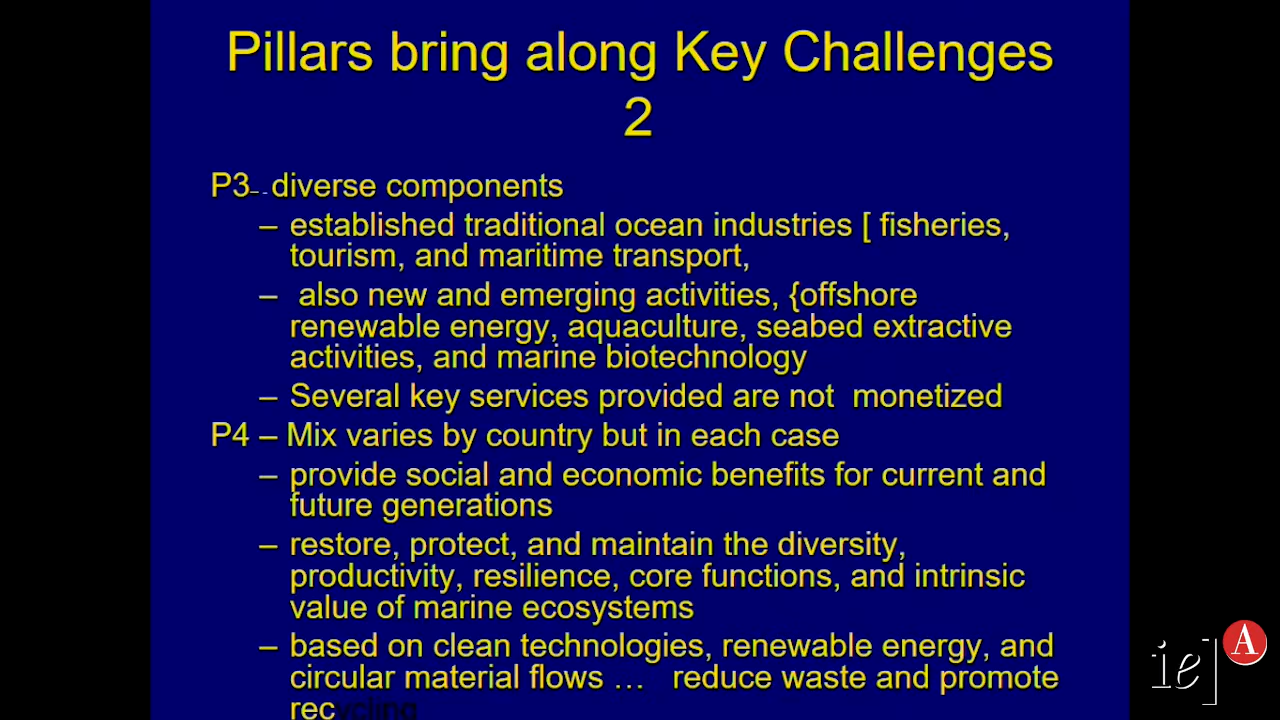 Pillars bring along Key Challenges
2
P3-- diverse components
– established traditional ocean industries [ fisheries,
tourism, and maritime transport,
– also new and emerging activities, {offshore
renewable energy, aquaculture, seabed extractive
activities, and marine biotechnology
– Several key services provided are not monetized
P4 – Mix varies by country but in each case
– provide social and economic benefits for current and
future generations
– restore, protect, and maintain the diversity,
productivity, resilience, core functions, and intrinsic
value of marine ecosystems
– based on clean technologies, renewable energy, and
circular material flows … reduce waste and promote
recycling
ie]
A